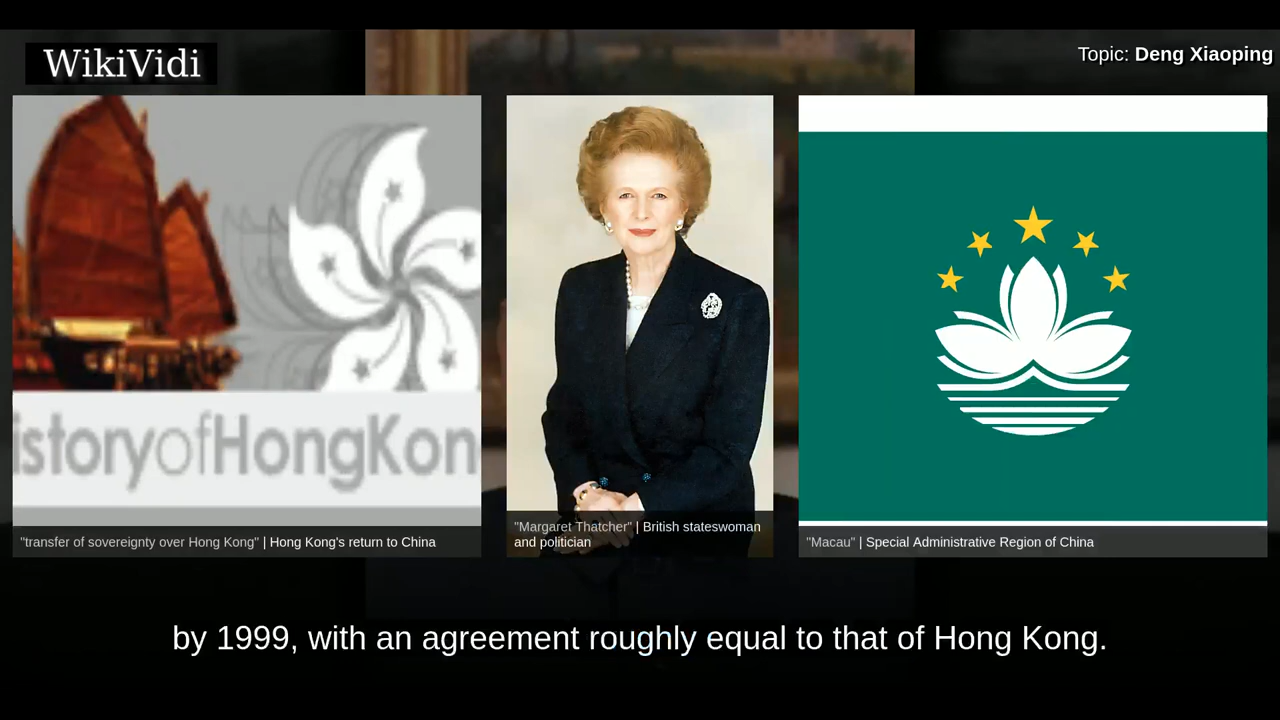 WikiVidi
Topic: Deng Xiaoping
istoryofHongKon
"transfer of sovereignty over Hong Kong" | Hong Kong's return to China
"Margaret Thatcher" | British stateswoman
and politician
"Macau" | Special Administrative Region of China
by 1999, with an agreement roughly equal to that of Hong Kong.